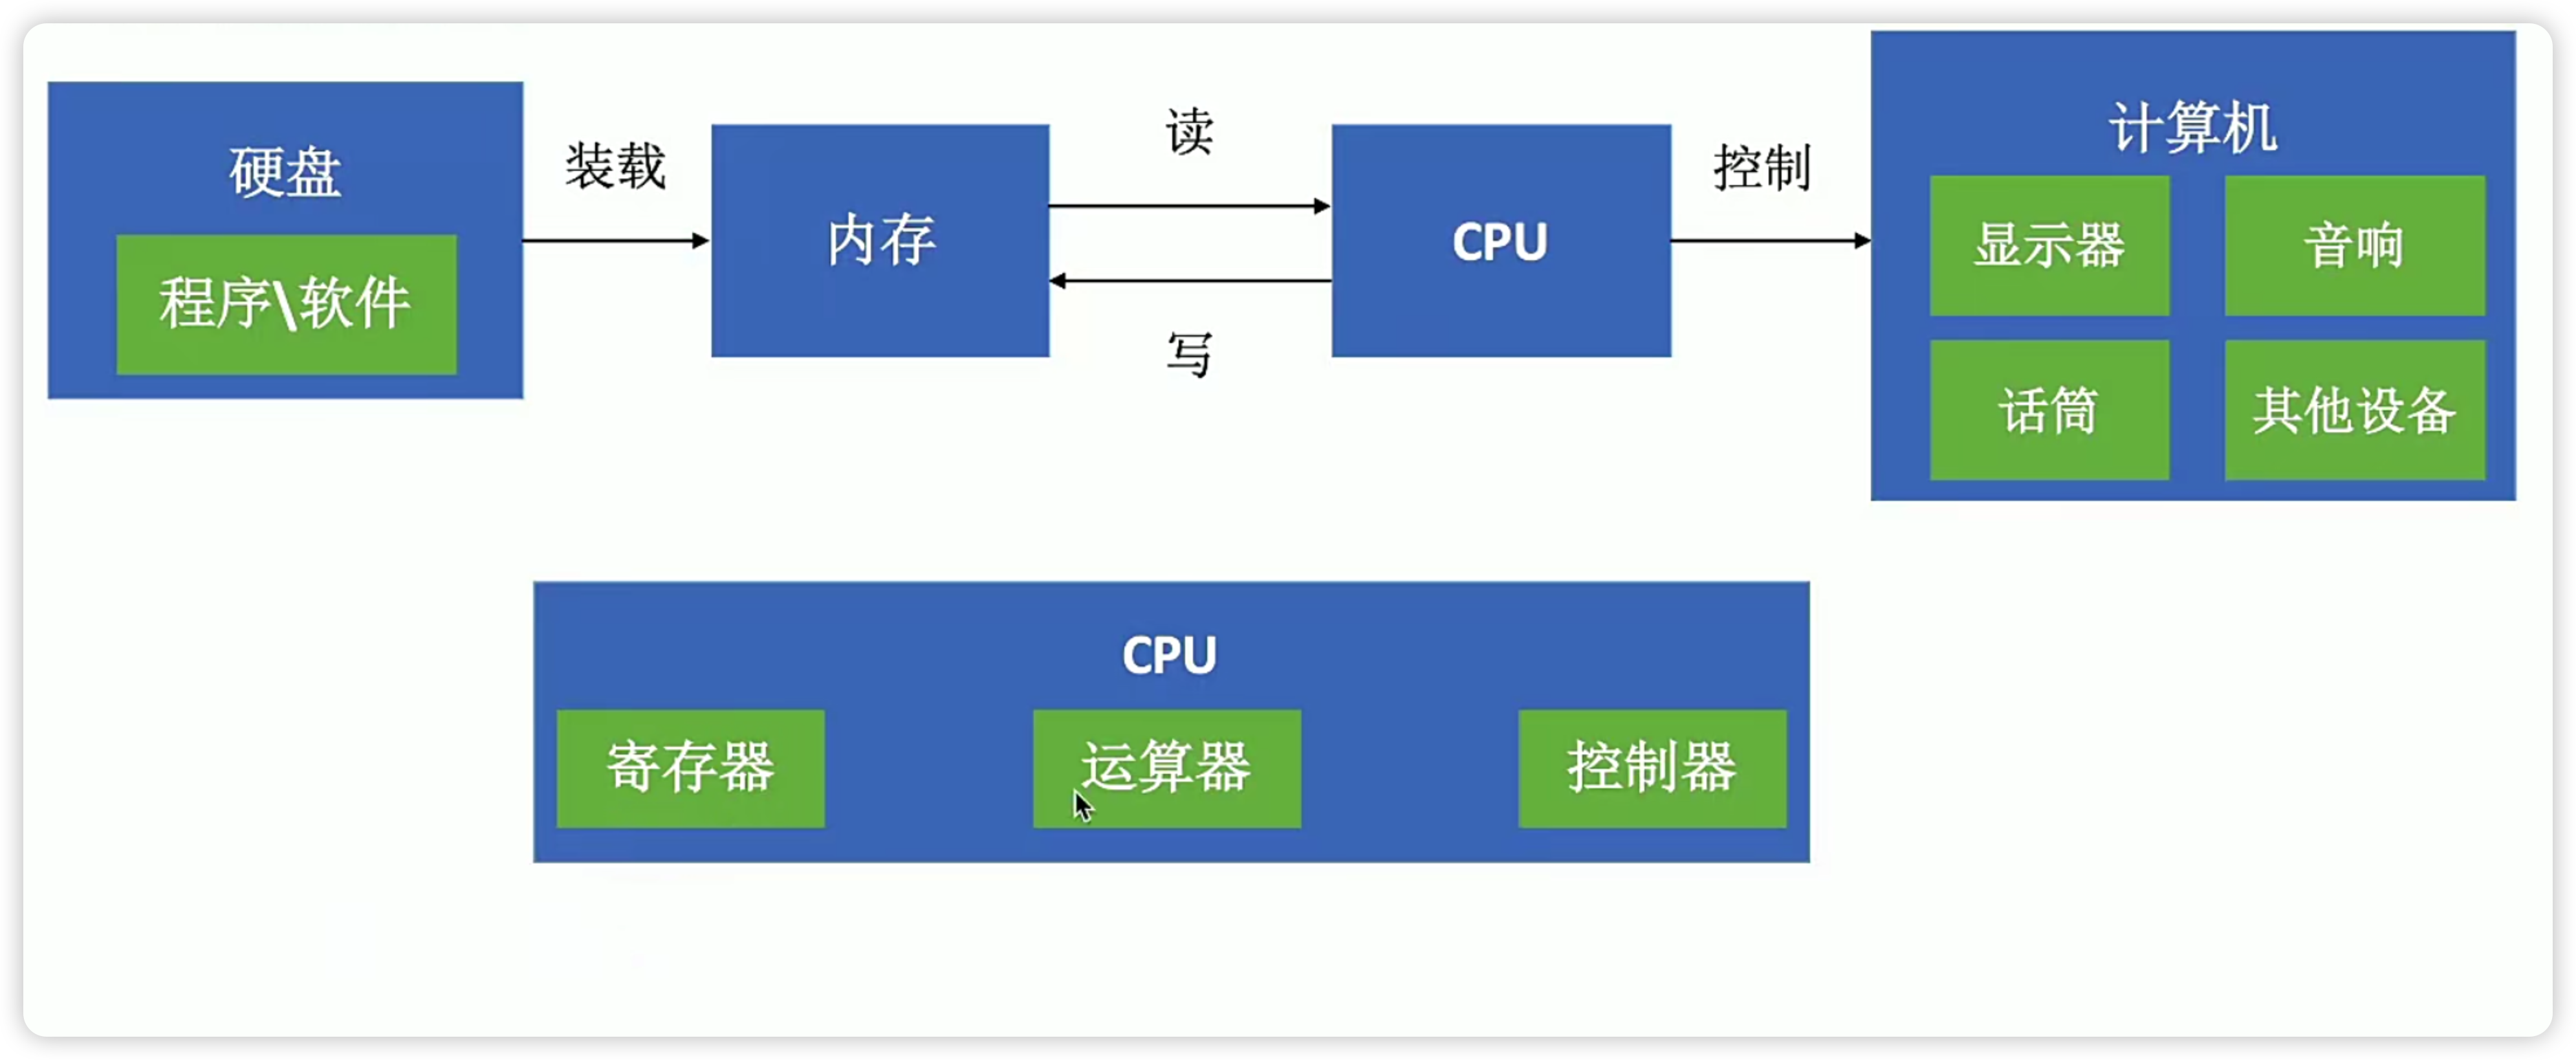 硬盘
程序\软件
装载
内存
读
写
CPU
控制
计算机
显示器
音响
话筒
其他设备
CPU
寄存器
运算器
控制器